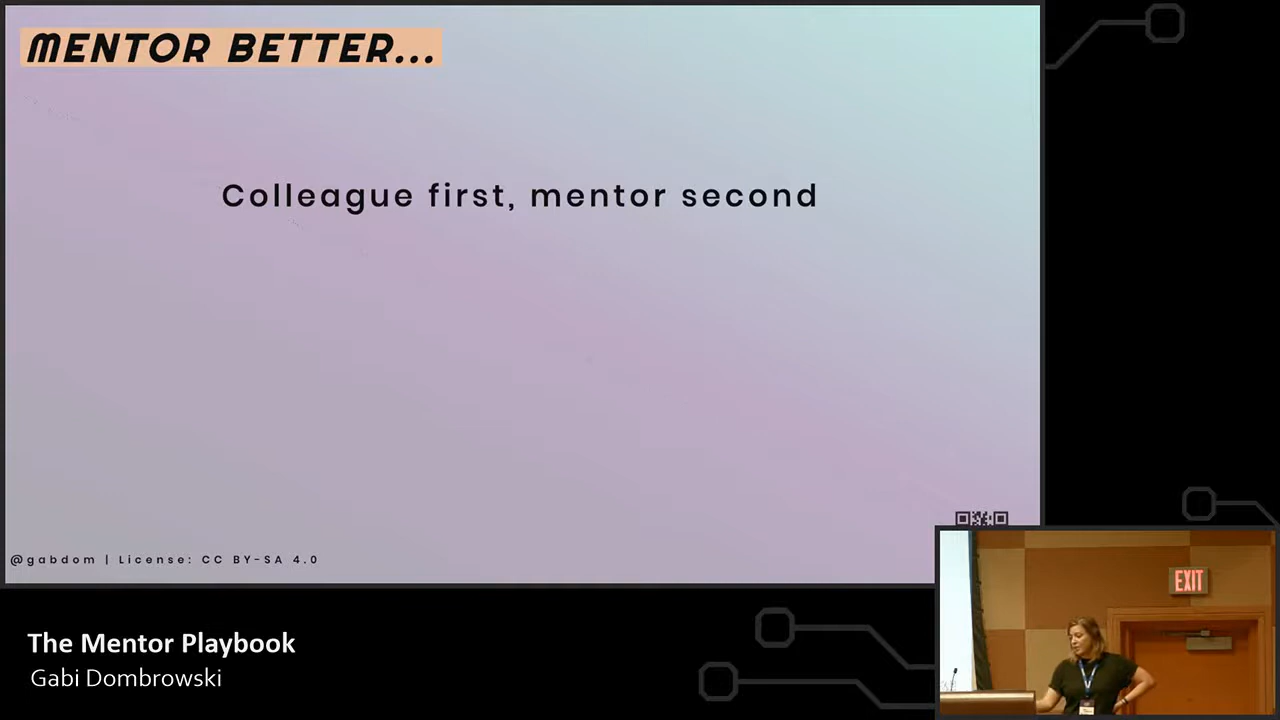 MENTOR BETTER...
Colleague first, mentor second
@gabdom | License: CC BY-SA 4.0
EXIT
The Mentor Playbook
Gabi Dombrowski